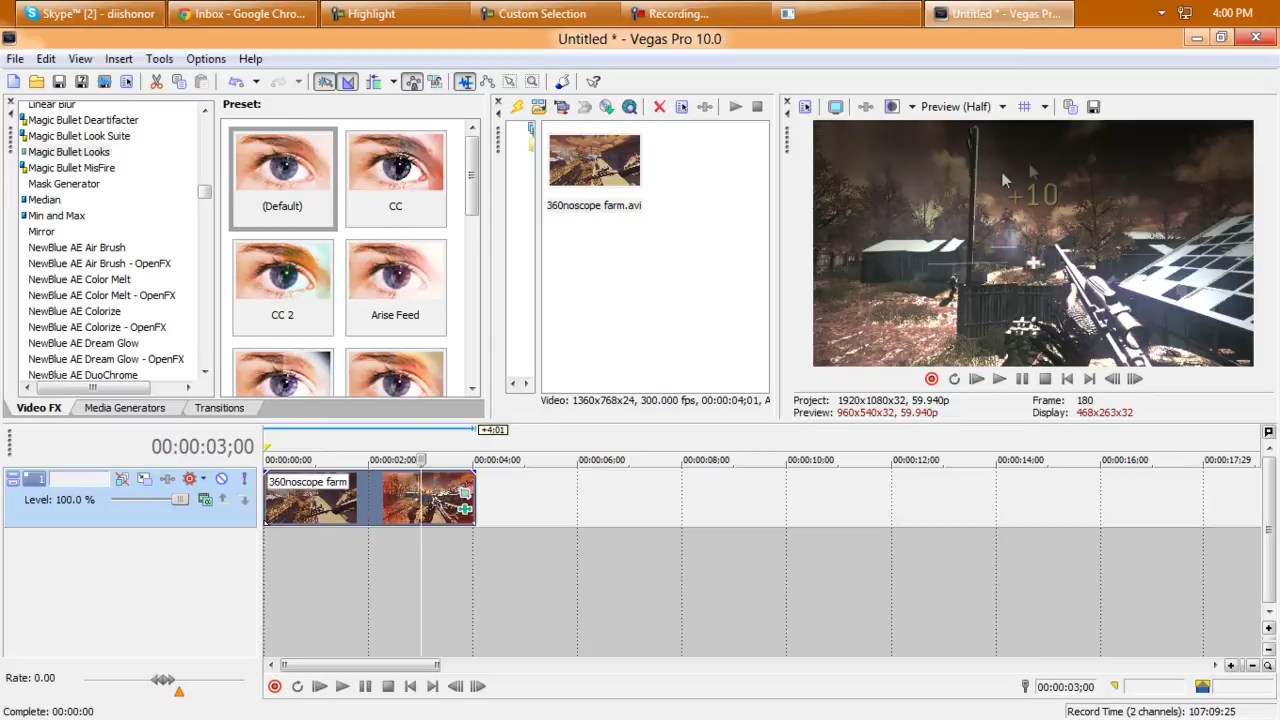 Skype™ [2] - diishonor
Inbox - Google Chro...
Highlight
Custom Selection
Recording...
Untitled * - Vegas Pr...
4:00 PM
Untitled * - Vegas Pro 10.0
File
Edit
View
Insert
Tools
Options
Help
Linear Blur
Magic Bullet Deartifacter
Magic Bullet Look Suite
Magic Bullet Looks
Magic Bullet MisFire
Mask Generator
Median
Min and Max
Mirror
NewBlue AE Air Brush
NewBlue AE Air Brush - OpenFX
NewBlue AE Color Melt
NewBlue AE Color Melt - OpenFX
NewBlue AE Colorize
NewBlue AE Colorize - OpenFX
NewBlue AE Dream Glow
NewBlue AE Dream Glow - OpenFX
NewBlue AE DuoChrome
Preset:
(Default)
CC
CC 2
Arise Feed
Video FX
Media Generators
Transitions
360noscope farm.avi
Video: 1360x768x24, 300.000 fps, 00:00:04;01, A
Preview (Half)
+10
Project: 1920x1080x32, 59.940p
Frame: 180
Preview: 960x540x32, 59.940p
Display: 468x263x32
00:00:03;00
+4;01
00:00:00;00
00:00:02;00
00:00:04;00
00:00:06;00
00:00:08;00
00:00:10;00
00:00:12;00
00:00:14;00
00:00:16;00
00:00:17;29
1
Level: 100.0 %
360noscope farm
Rate: 0.00
00:00:03;00
Complete: 00:00:00
Record Time (2 channels): 107:09:25